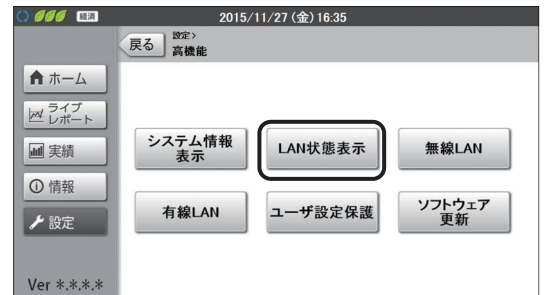 経済
2015/11/27 (金) 16:35
戻る
設定>
高機能
ホーム
ライブ
レポート
実績
情報
設定
Ver *.*.*.*
システム情報
表示
LAN状態表示
無線LAN
有線LAN
ユーザ設定保護
ソフトウェア
更新